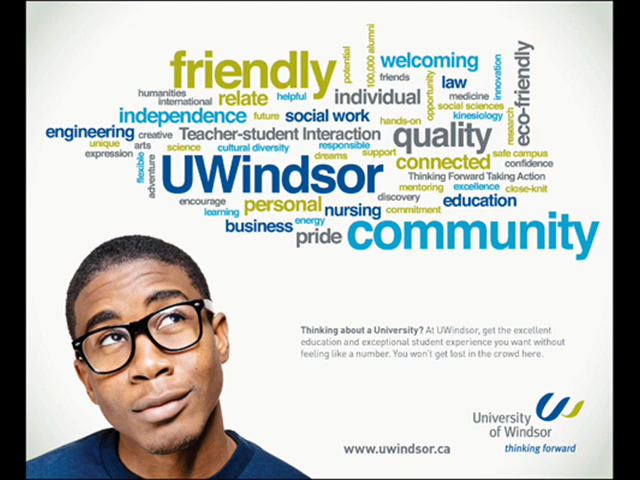 friendly
potential
100,000 alumni
welcoming
friends
law
innovation
eco-friendly
humanities
international
relate
helpful
individual
opportunity
medicine
social sciences
independence
future
social work
hands-on
kinesiology
research
engineering
creative
Teacher-student Interaction
quality
unique
arts
science
cultural diversity
responsible
support
safe campus
expression
flexible
adventure
UWindsor
dreams
connected
confidence
Thinking Forward Taking Action
mentoring
excellence
close-knit
encourage
personal
discovery
education
learning
nursing
commitment
business
energy
pride
community
Thinking about a University? At UWindsor, get the excellent
education and exceptional student experience you want without
feeling like a number. You won't get lost in the crowd here.
University
of Windsor
thinking forward
www.uwindsor.ca